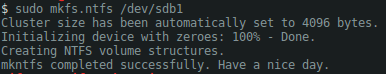 $ sudo mkfs.ntfs /dev/sdb1
Cluster size has been automatically set to 4096 bytes.
Initializing device with zeroes: 100% - Done.
Creating NTFS volume structures.
mkntfs completed successfully. Have a nice day.